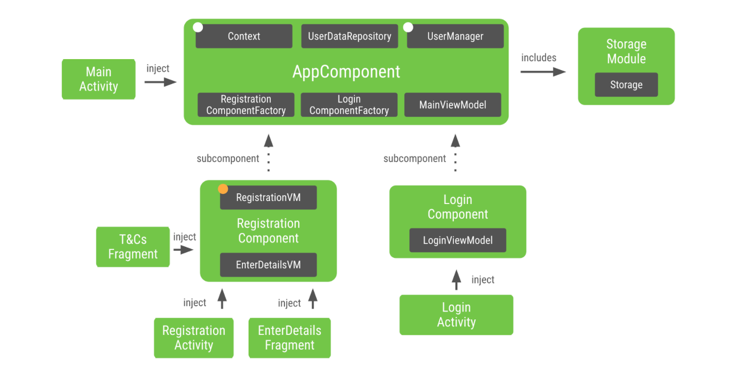 Context
UserDataRepository
UserManager
AppComponent
Registration
ComponentFactory
Login
ComponentFactory
MainViewModel
Main
Activity
inject
includes
Storage
Module
Storage
subcomponent
subcomponent
RegistrationVM
Registration
Component
EnterDetailsVM
Login
Component
LoginViewModel
T&Cs
Fragment
inject
inject
inject
inject
Registration
Activity
EnterDetails
Fragment
Login
Activity